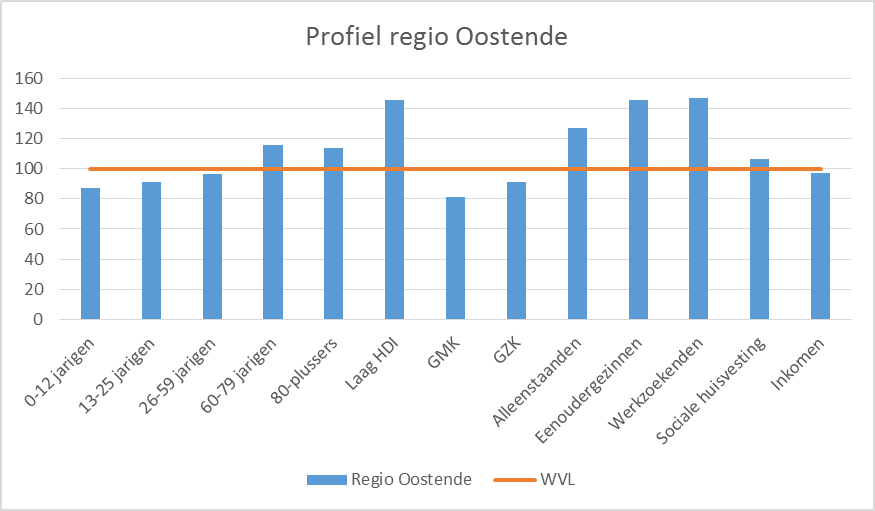 Profiel regio Oostende
160
140
120
100
80
60
40
20
0
0-12 jarigen
13-25 jarigen
26-59 jarigen
60-79 jarigen
80-plussers
Laag HDI
GMK
GZK
Alleenstaanden
Eenoudergezinnen
Werkzoekenden
Sociale huisvesting
Inkomen
Regio Oostende
WVL